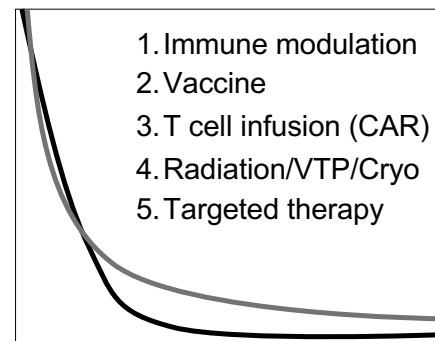 1. Immune modulation
2. Vaccine
3. T cell infusion (CAR)
4. Radiation/VTP/Cryo
5. Targeted therapy